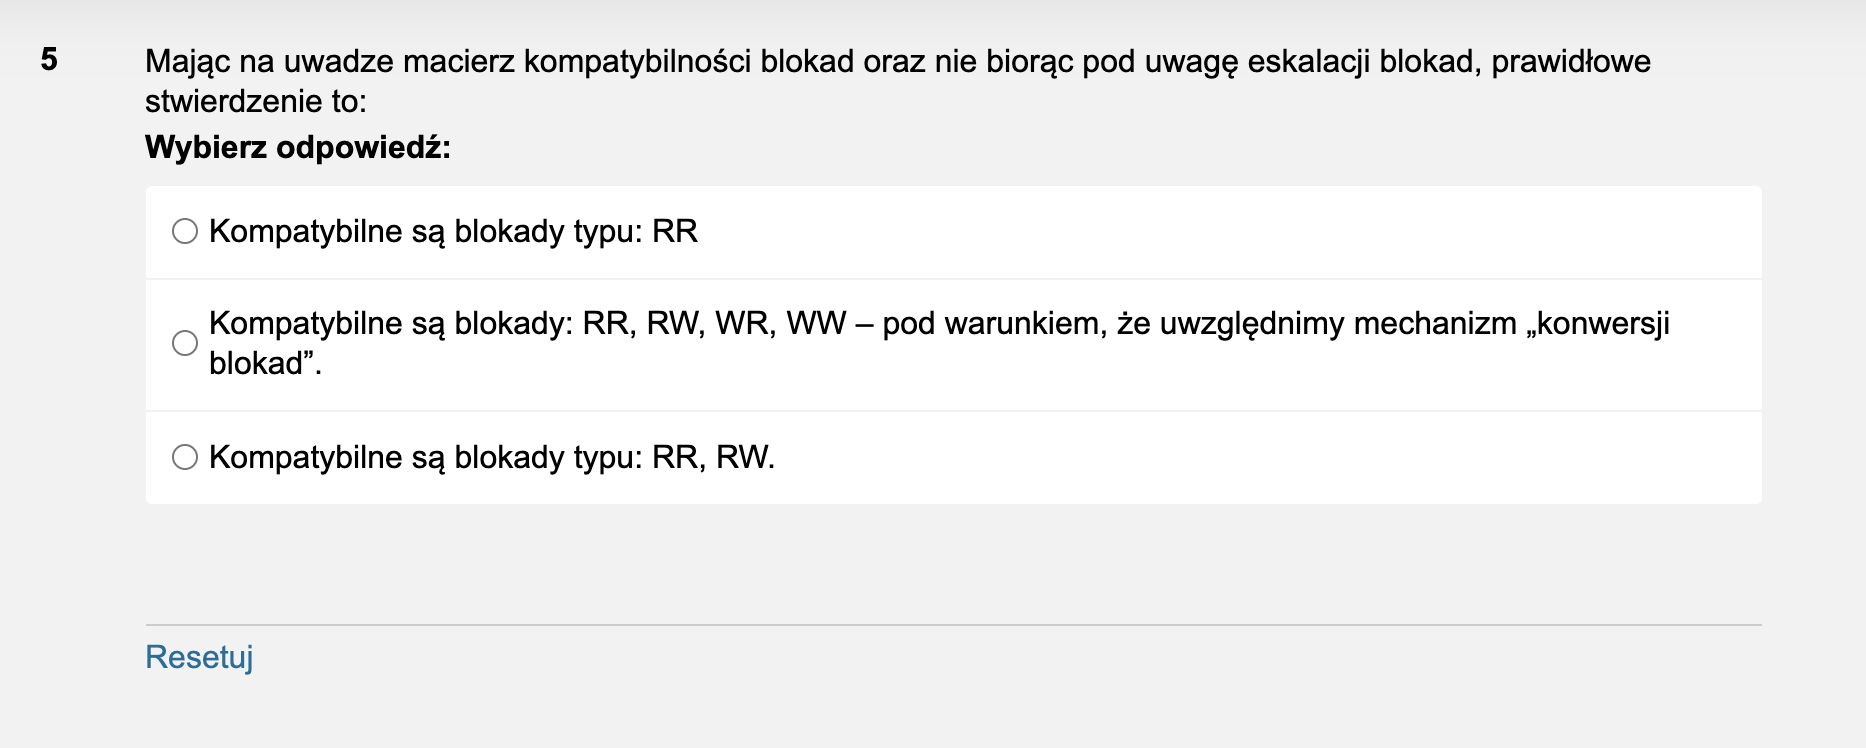 5
Mając na uwadze macierz kompatybilności blokad oraz nie biorąc pod uwagę eskalacji blokad, prawidłowe
stwierdzenie to:
Wybierz odpowiedź:
Kompatybilne są blokady typu: RR
Kompatybilne są blokady: RR, RW, WR, WW – pod warunkiem, że uwzględnimy mechanizm „konwersji
blokad”.
Kompatybilne są blokady typu: RR, RW.
Resetuj